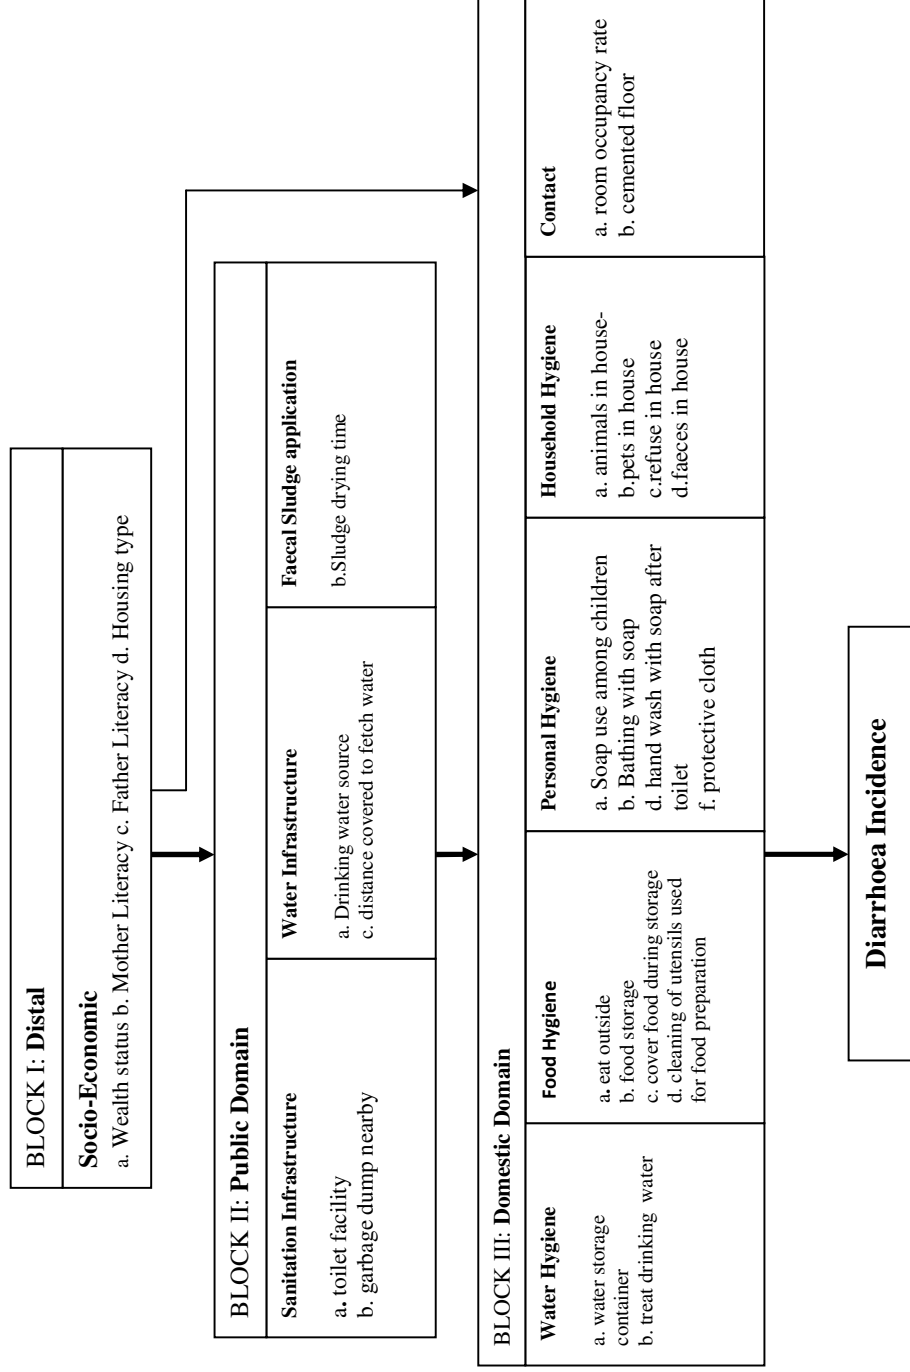 BLOCK I: Distal
Socio-Economic
a. Wealth status b. Mother Literacy c. Father Literacy d. Housing type
BLOCK II: Public Domain
Sanitation Infrastructure
a. toilet facility
b. garbage dump nearby
Water Infrastructure
a. Drinking water source
c. distance covered to fetch water
Faecal Sludge application
b.Sludge drying time
BLOCK III: Domestic Domain
Water Hygiene
a. water storage
container
b. treat drinking water
Food Hygiene
a. eat outside
b. food storage
c. cover food during storage
d. cleaning of utensils used
for food preparation
Personal Hygiene
a. Soap use among children
b. Bathing with soap
d. hand wash with soap after
toilet
f. protective cloth
Household Hygiene
a. animals in house-
b.pets in house
c.refuse in house
d.faeces in house
Contact
a. room occupancy rate
b. cemented floor
Diarrhoea Incidence